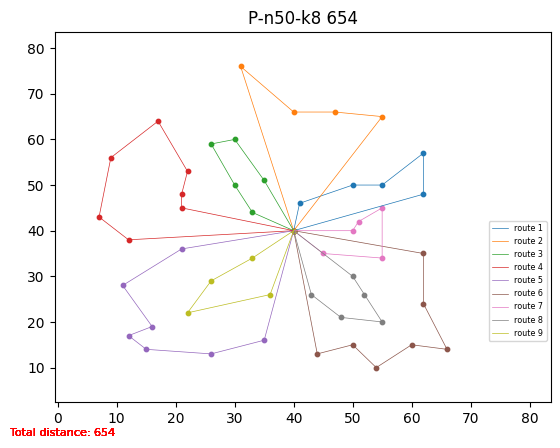 P-n50-k8 654
80
70
60
50
40
30
20
10
0 10 20 30 40 50 60 70 80
route 1
route 2
route 3
route 4
route 5
route 6
route 7
route 8
route 9
Total distance: 654